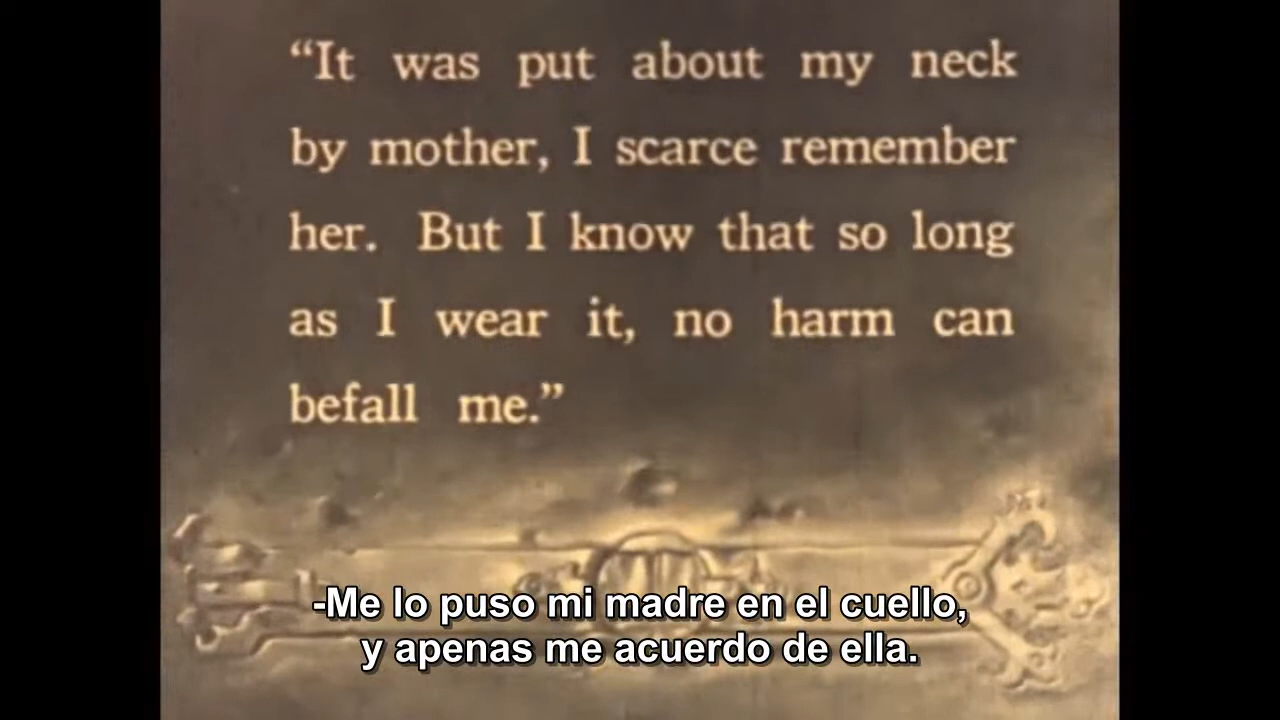 “It was put about my neck
by mother, I scarce remember
her. But I know that so long
as I wear it, no harm can
befall me.”
-Me lo puso mi madre en el cuello,
y apenas me acuerdo de ella.